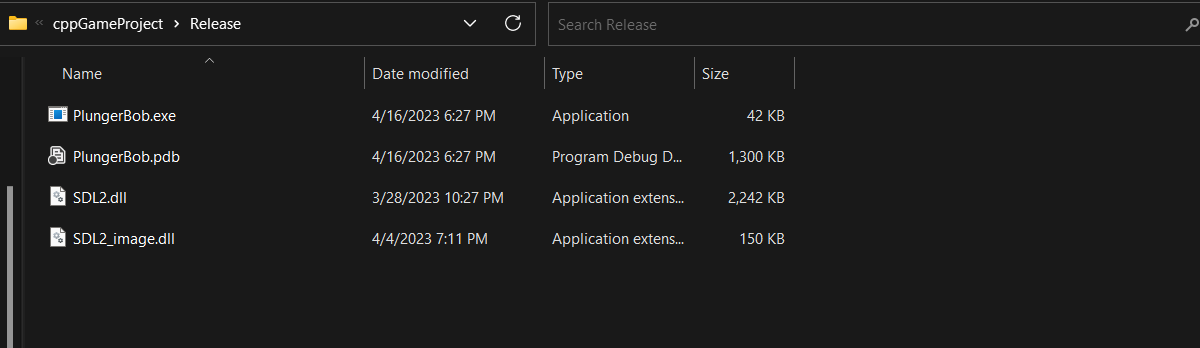 « cppGameProject > Release Search Release
Name Date modified Type Size
PlungerBob.exe 4/16/2023 6:27 PM Application 42 KB
PlungerBob.pdb 4/16/2023 6:27 PM Program Debug D... 1,300 KB
SDL2.dll 3/28/2023 10:27 PM Application extens... 2,242 KB
SDL2_image.dll 4/4/2023 7:11 PM Application extens... 150 KB